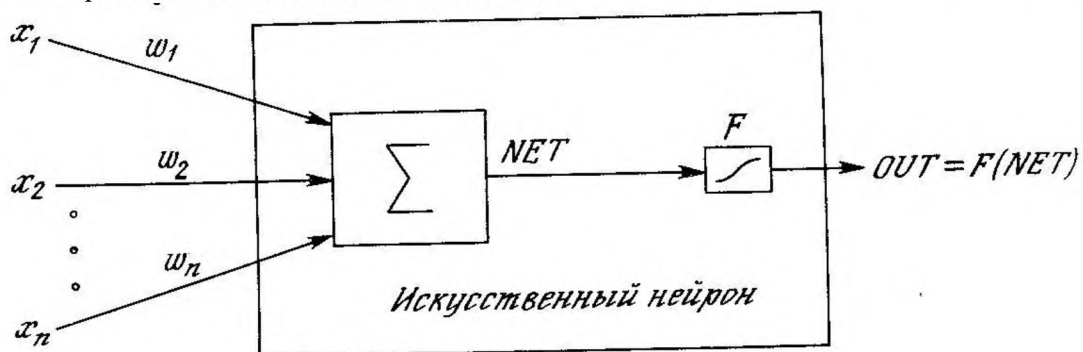 x₁
w₁
x₂
w₂
xₙ
wₙ
Σ
NET
F
OUT = F(NET)
Искусственный нейрон